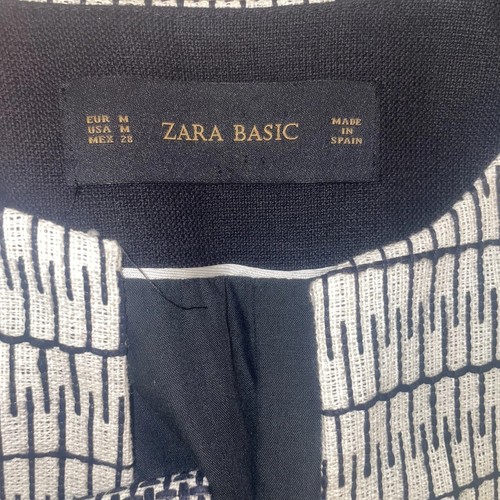 EUR M
USA M
MEX 28
ZARA BASIC
MADE
IN
SPAIN